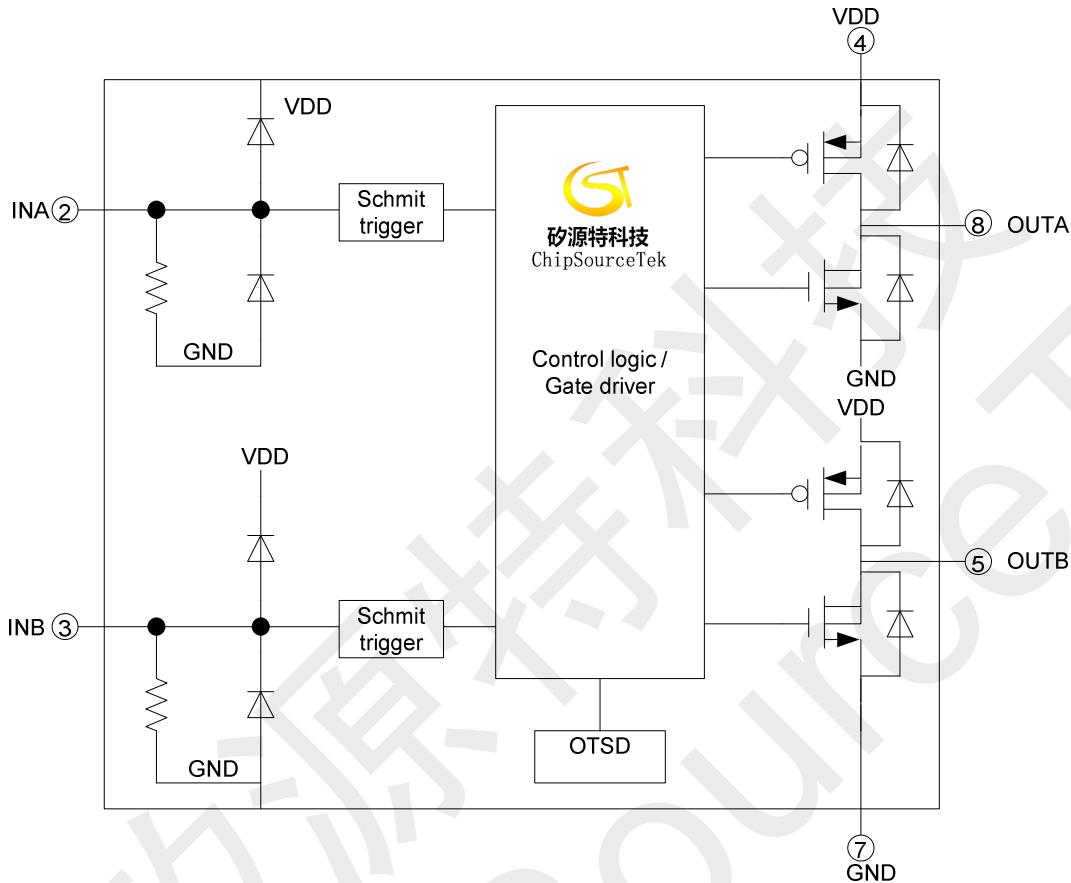 VDD
4
VDD
INA 2
Schmit
trigger
GND
矽源特科技
ChipSourceTek
Control logic /
Gate driver
8 OUTA
GND
VDD
VDD
INB 3
Schmit
trigger
GND
5 OUTB
OTSD
7
GND
矽源特科技